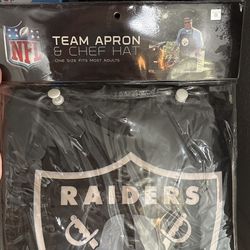 NFL
TEAM APRON
& CHEF HAT
ONE SIZE FITS MOST ADULTS
RAIDERS